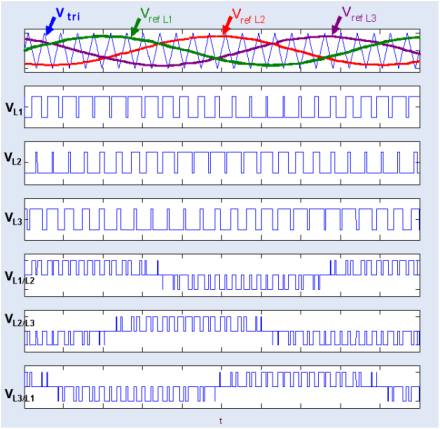 V tri
V ref L1
V ref L2
V ref L3
VL1
VL2
VL3
VL1/L2
VL2/L3
VL3/L1
t